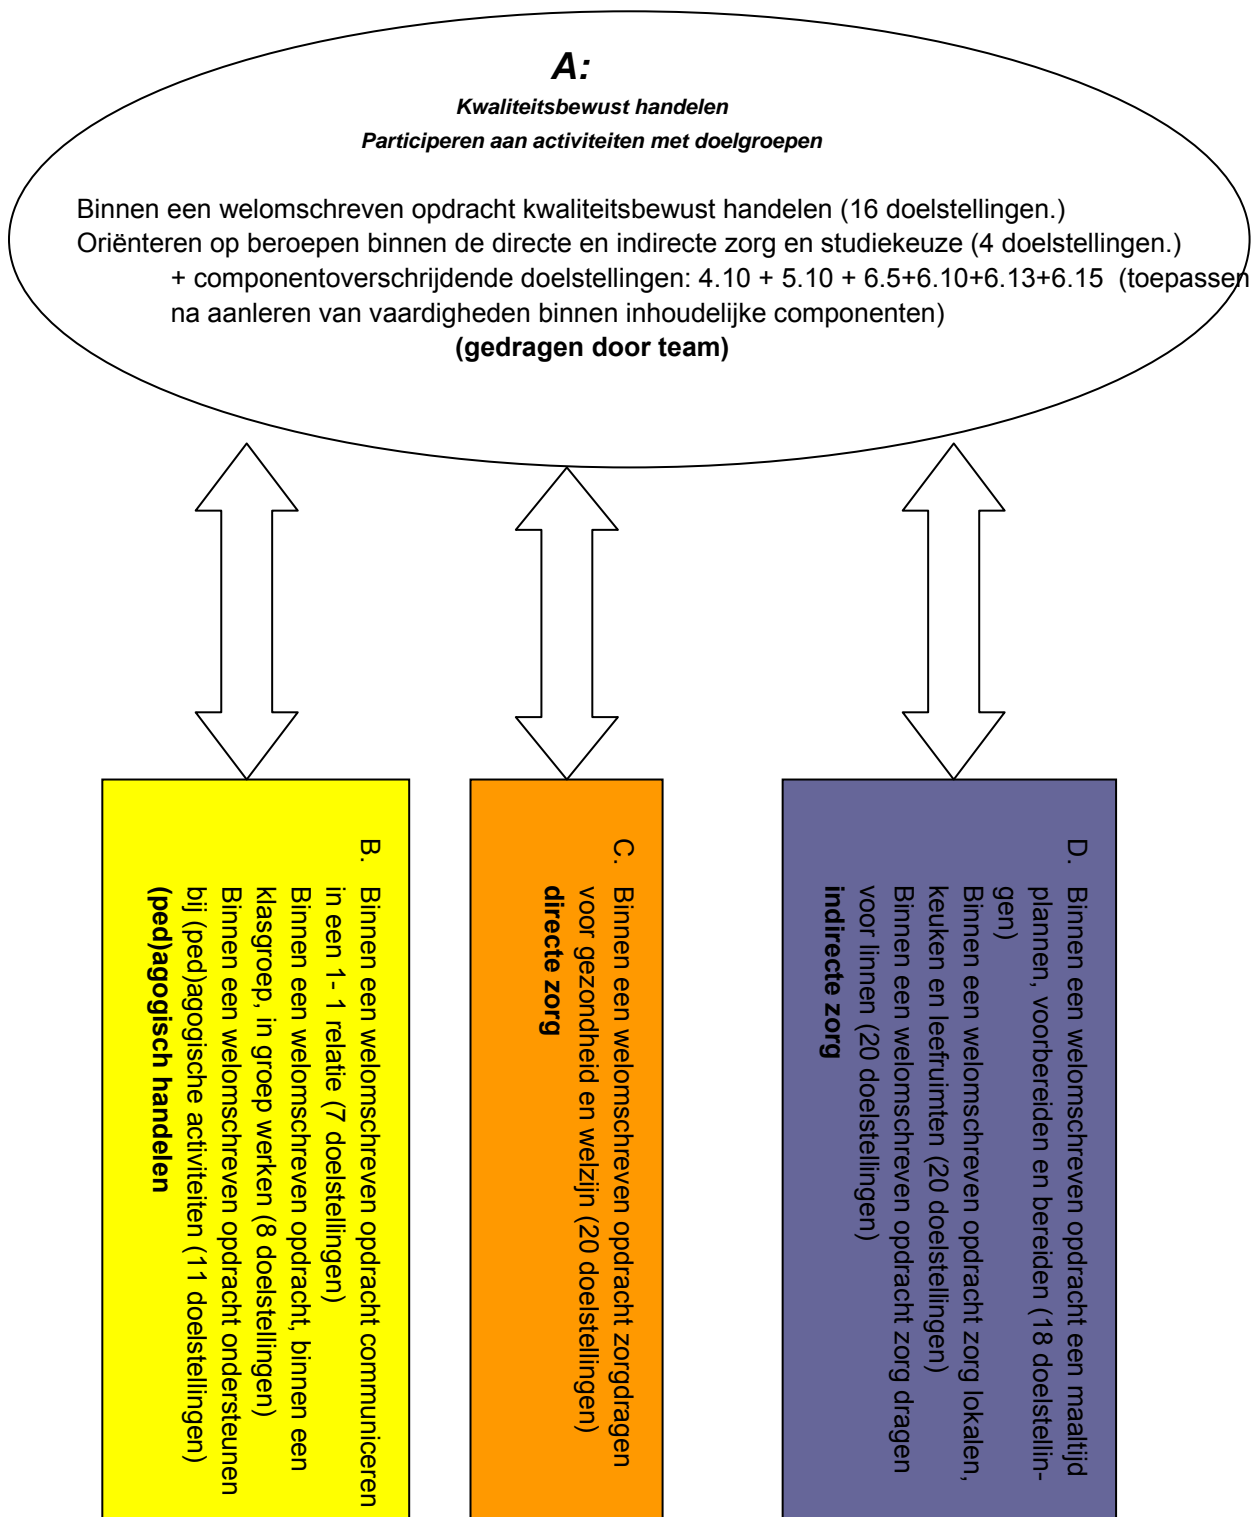 A:
Kwaliteitsbewust handelen
Participeren aan activiteiten met doelgroepen
Binnen een welomschreven opdracht kwaliteitsbewust handelen (16 doelstellingen.)
Oriënteren op beroepen binnen de directe en indirecte zorg en studiekeuze (4 doelstellingen.)
+ componentoverschrijdende doelstellingen: 4.10 + 5.10 + 6.5+6.10+6.13+6.15 (toepassen
na aanleren van vaardigheden binnen inhoudelijke componenten)
(gedragen door team)
B. Binnen een welomschreven opdracht communiceren
in een 1- 1 relatie (7 doelstellingen)
Binnen een welomschreven opdracht, binnen een
klasgroep, in groep werken (8 doelstellingen)
Binnen een welomschreven opdracht ondersteunen
bij (ped)agogische activiteiten (11 doelstellingen)
(ped)agogisch handelen
C. Binnen een welomschreven opdracht zorgdragen
voor gezondheid en welzijn (20 doelstellingen)
directe zorg
D. Binnen een welomschreven opdracht een maaltijd
plannen, voorbereiden en bereiden (18 doelstellin-
gen)
Binnen een welomschreven opdracht zorg lokalen,
keuken en leefruimten (20 doelstellingen)
Binnen een welomschreven opdracht zorg dragen
voor linnen (20 doelstellingen)
indirecte zorg